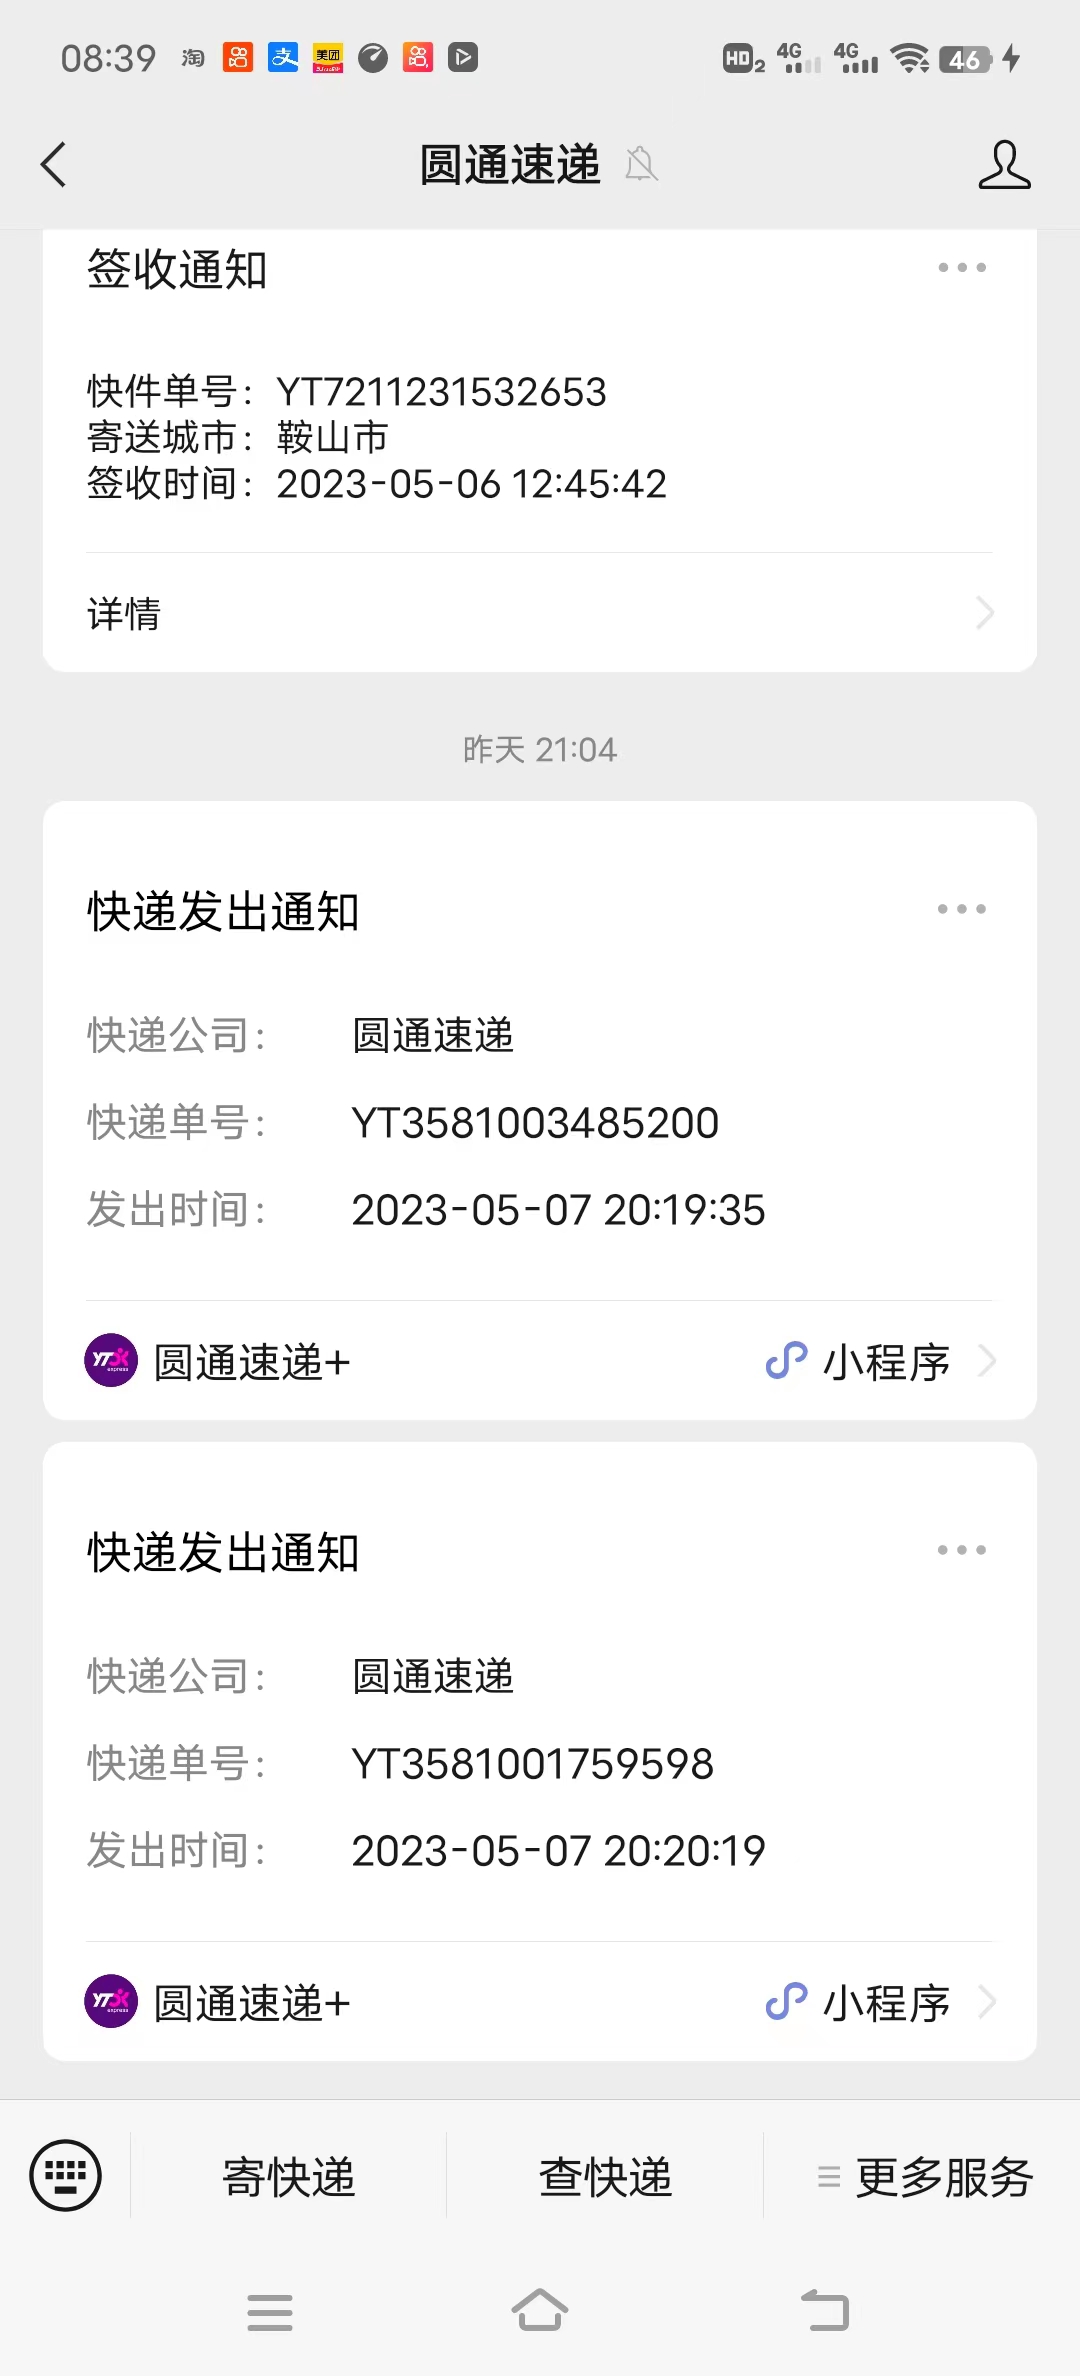 08:39 淘 支 美团 HD2 4G 4G 46
圆通速递
签收通知
快件单号：YT7211231532653
寄送城市：鞍山市
签收时间：2023-05-06 12:45:42
详情
昨天 21:04
快递发出通知
快递公司： 圆通速递
快递单号： YT3581003485200
发出时间： 2023-05-07 20:19:35
YTO express 圆通速递+ 小程序
快递发出通知
快递公司： 圆通速递
快递单号： YT3581001759598
发出时间： 2023-05-07 20:20:19
YTO express 圆通速递+ 小程序
寄快递 查快递 更多服务